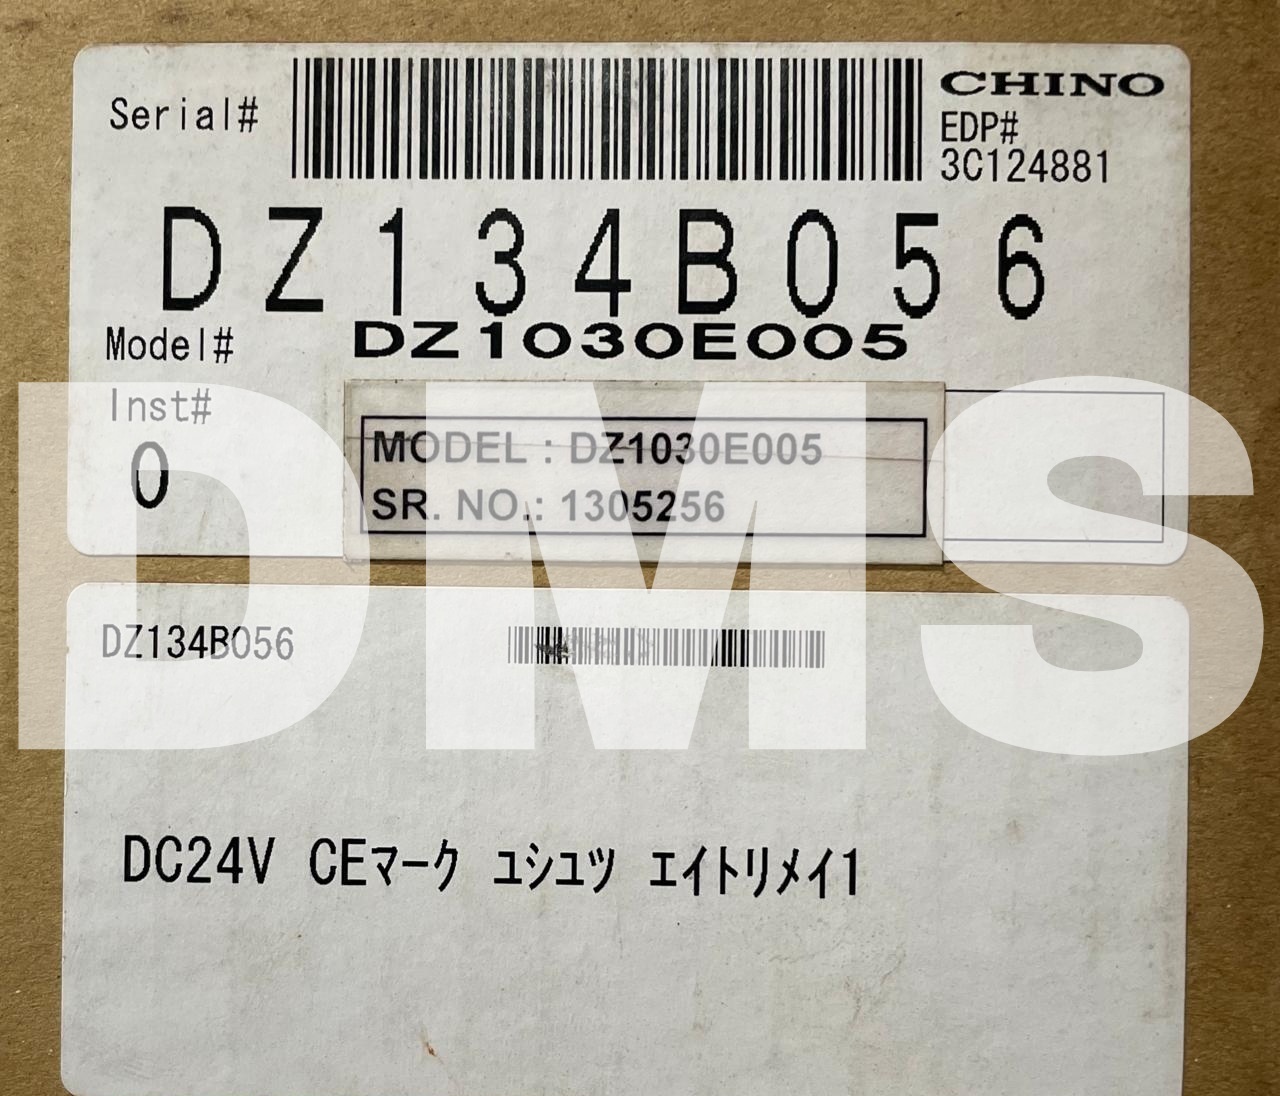 Serial#
CHINO
EDP#
3C124881
DZ134B056
Model# DZ1030E005
Inst#
0
MODEL : DZ1030E005
SR. NO.: 1305256
DMS
DZ134B056
DC24V CEマーク ユシユツ エイトリメイ1